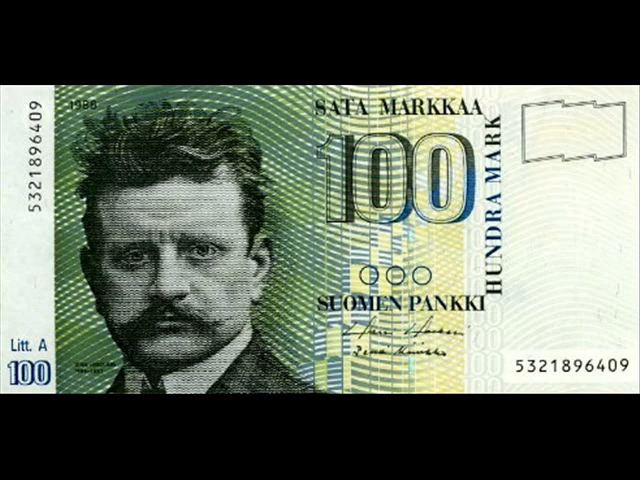 1986
SATA MARKKAA
100
HUNDRA MARK
SUOMEN PANKKI
5321896409
Litt. A
100
5321896409